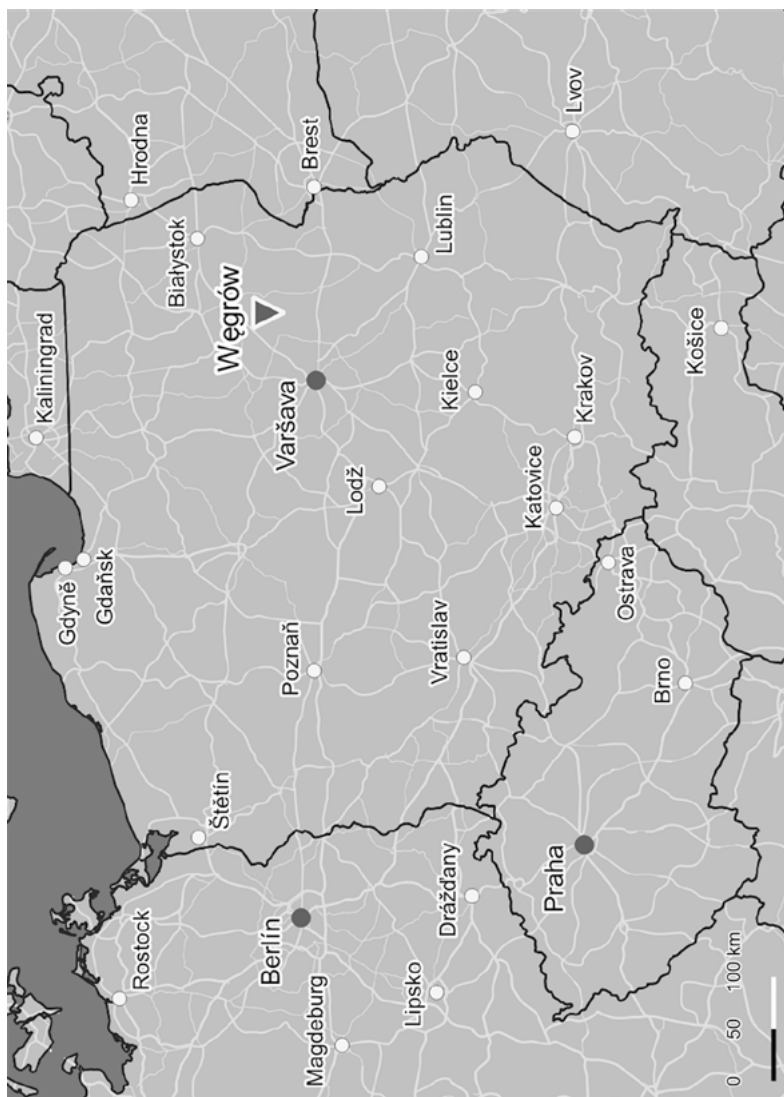 Kaliningrad
Gdyně
Gdaňsk
Hrodna
Rostock
Štětín
Białystok
Węgrów
Berlín
Poznaň
Varšava
Brest
Magdeburg
Lodž
Lublin
Lipsko
Drážďany
Vratislav
Kielce
Katovice
Krakov
Lvov
Praha
Ostrava
Brno
Košice
0 50 100 km